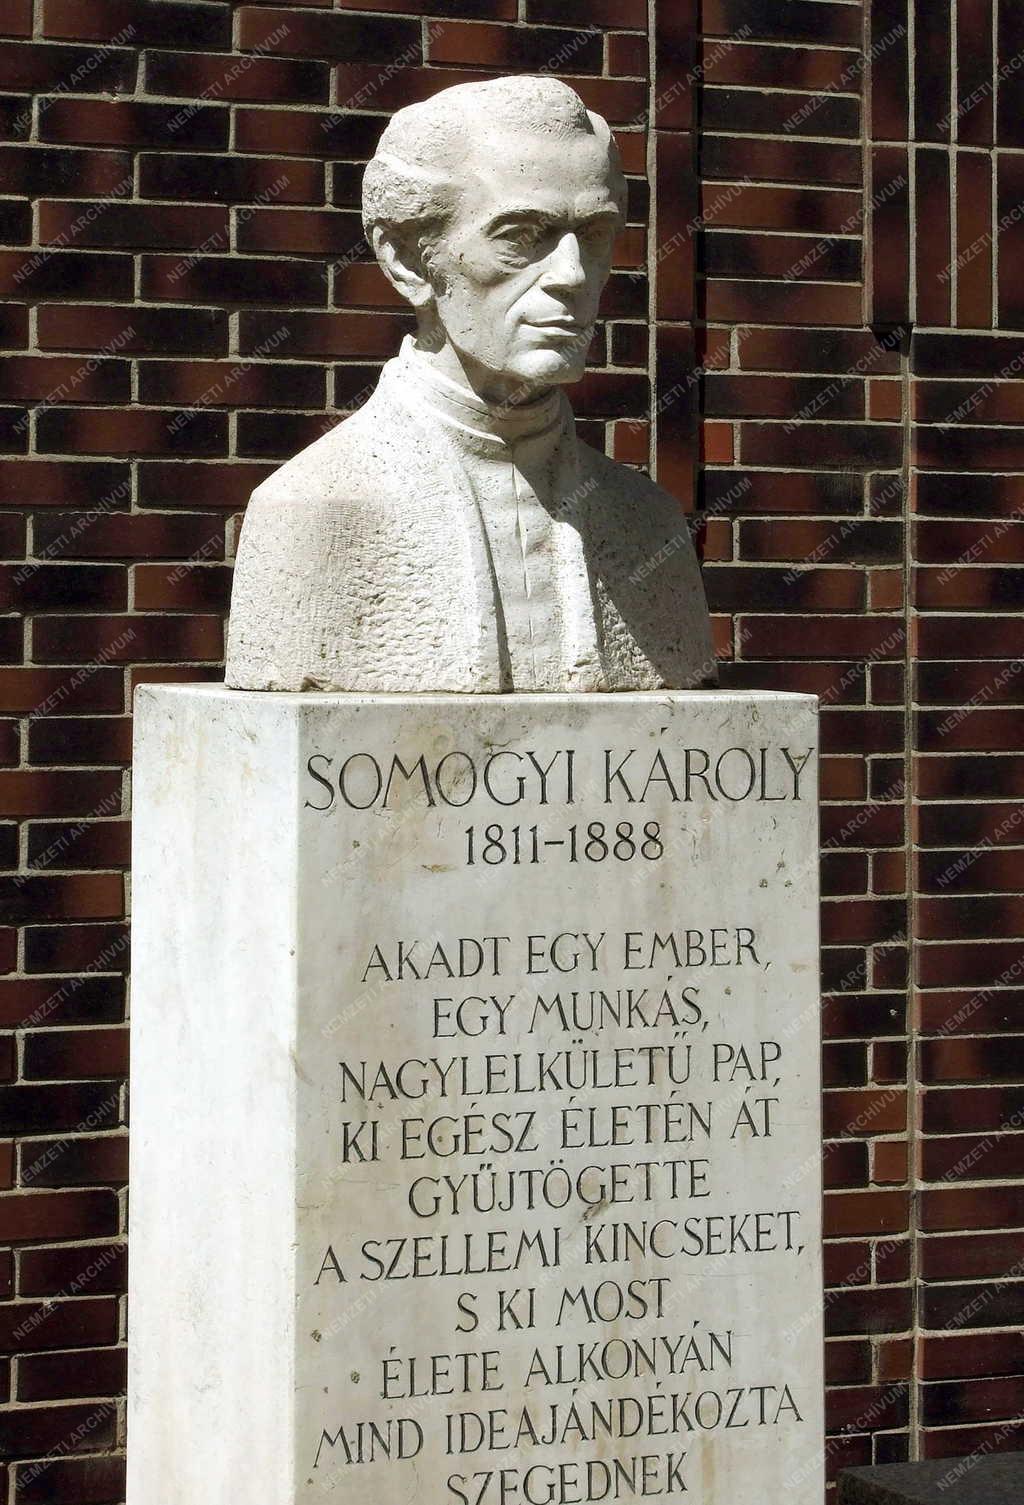 SOMOGYI KÁROLY
1811-1888
AKADT EGY EMBER,
EGY MUNKÁS,
NAGYLELKÜLETŰ PAP,
KI EGÉSZ ÉLETÉN ÁT
GYŰJTÖGETTE
A SZELLEMI KINCSEKET,
S KI MOST
ÉLETE ALKONYÁN
MIND IDEAJÁNDÉKOZTA
SZEGEDNEK
NEMZETI ARCHÍVUM